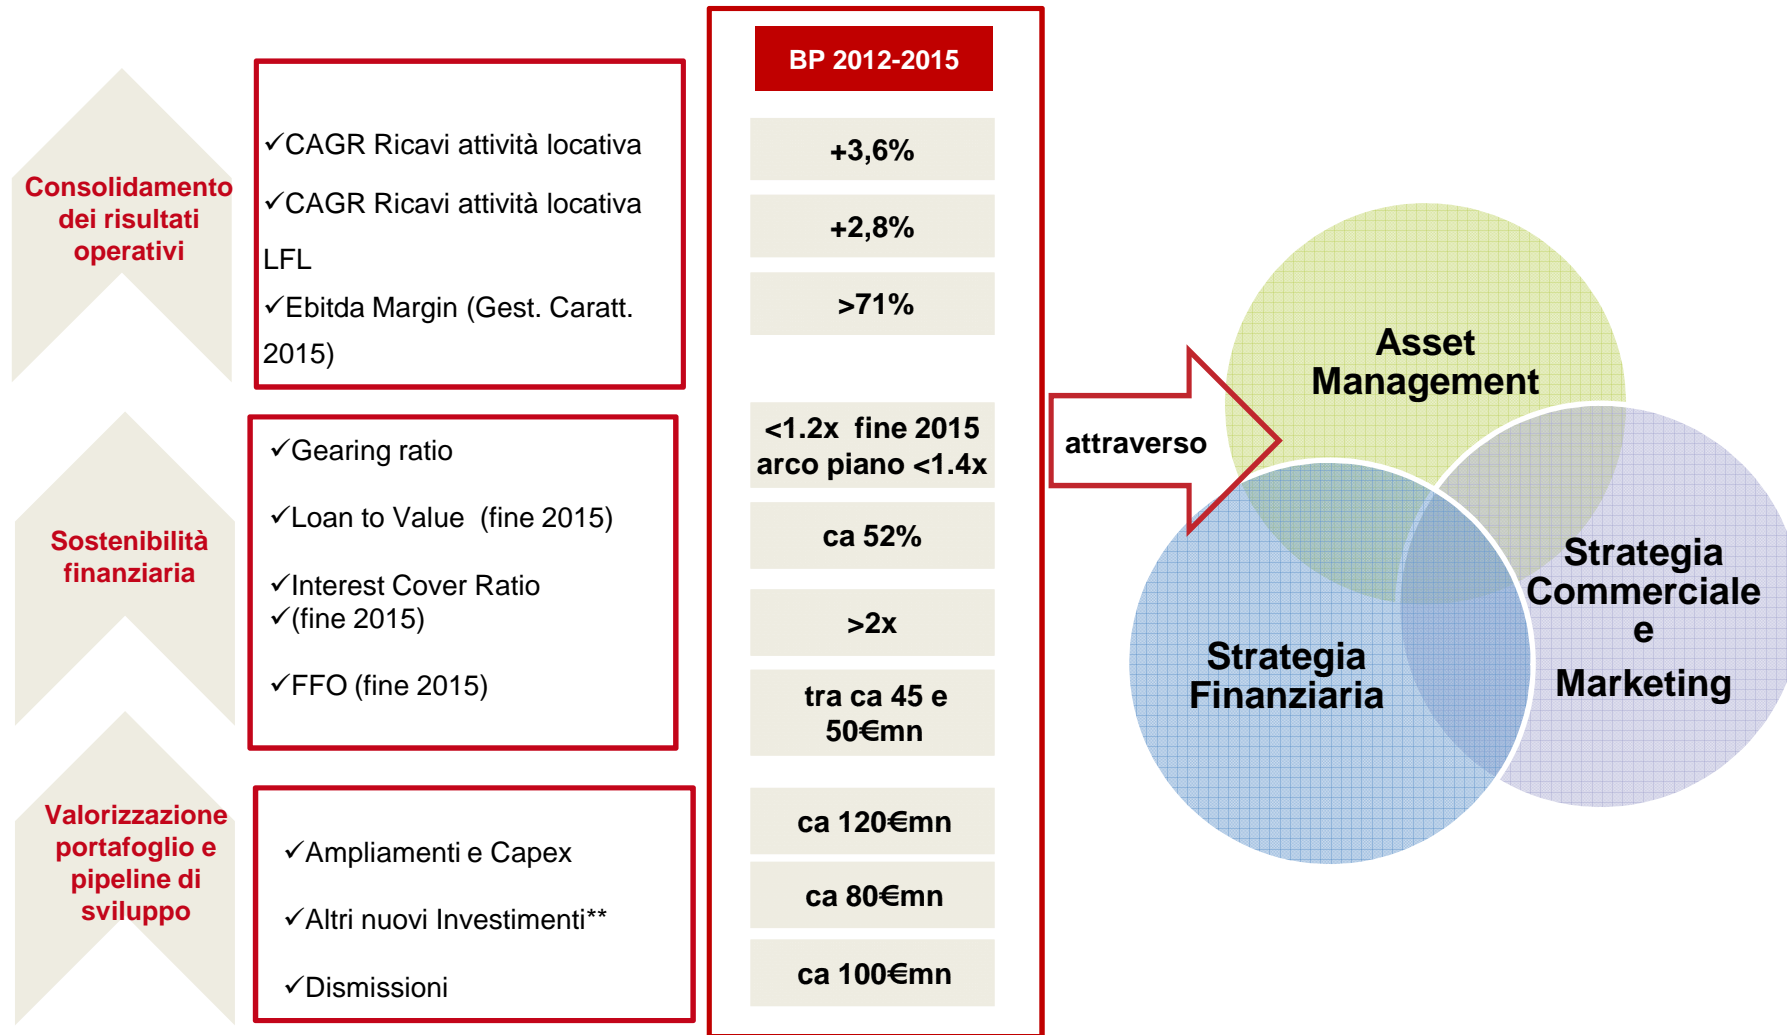 BP 2012-2015
Consolidamento
dei risultati
operativi
✓CAGR Ricavi attività locativa
✓CAGR Ricavi attività locativa
LFL
✓Ebitda Margin (Gest. Caratt.
2015)
+3,6%
+2,8%
>71%
Sostenibilità
finanziaria
✓Gearing ratio
✓Loan to Value (fine 2015)
✓Interest Cover Ratio
✓(fine 2015)
✓FFO (fine 2015)
<1.2x fine 2015
arco piano <1.4x
ca 52%
>2x
tra ca 45 e
50€mn
Valorizzazione
portafoglio e
pipeline di
sviluppo
✓Ampliamenti e Capex
✓Altri nuovi Investimenti**
✓Dismissioni
ca 120€mn
ca 80€mn
ca 100€mn
attraverso
Asset
Management
Strategia
Finanziaria
Strategia
Commerciale
e
Marketing